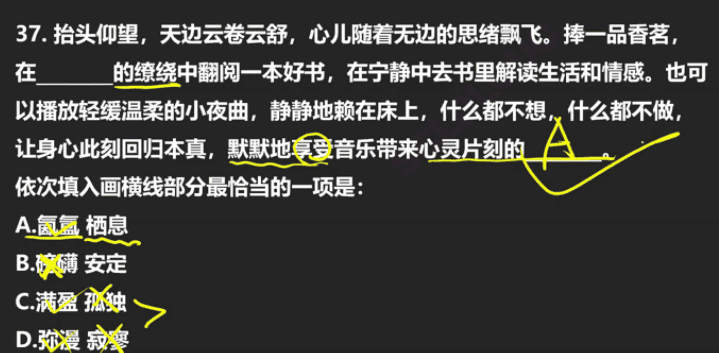 37. 抬头仰望，天边云卷云舒，心儿随着无边的思绪飘飞。捧一品香茗，
在______的缭绕中翻阅一本好书，在宁静中去书里解读生活和情感。也可
以播放轻缓温柔的小夜曲，静静地赖在床上，什么都不想，什么都不做，
让身心此刻回归本真，默默地享受音乐带来心灵片刻的______。
A
依次填入画横线部分最恰当的一项是：
A.氤氲 栖息
B.磅礴 安定
C.满盈 孤独
D.弥漫 寂寥